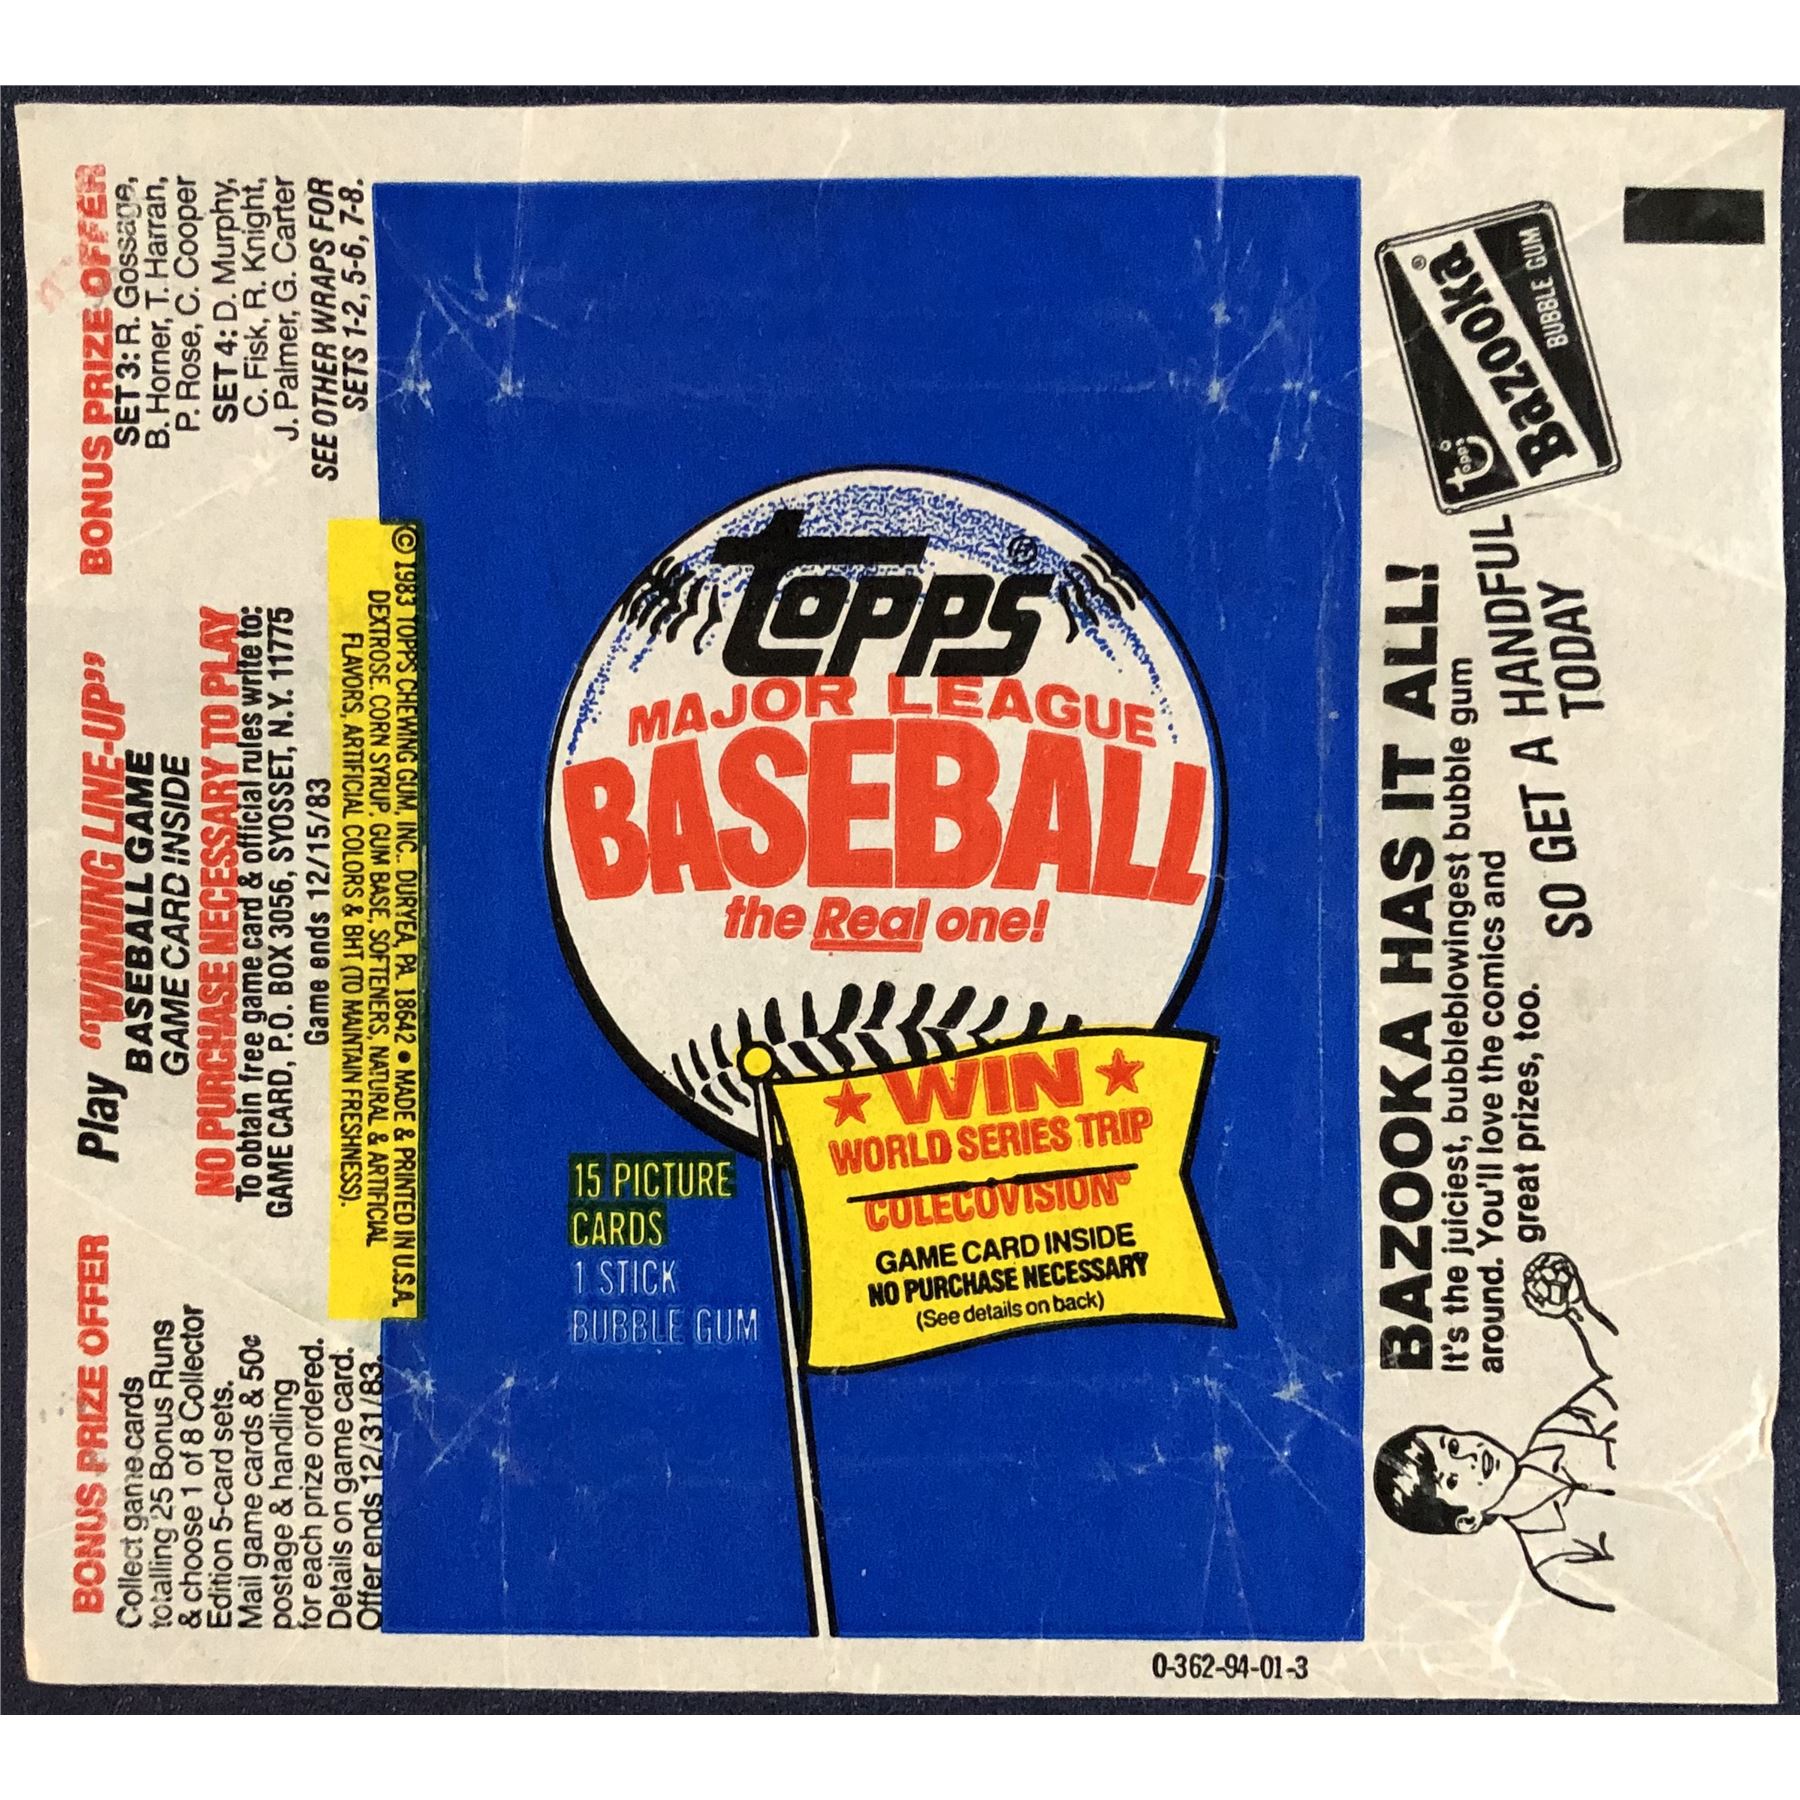 BONUS PRIZE OFFER
Collect game cards
totalling 25 Bonus Runs
& choose 1 of 8 Collector
Edition 5-card sets.
Mail game cards & 50¢
postage & handling
for each prize ordered.
Details on game card.
Offer ends 12/31/83.
Play "WINNING LINE-UP"
BASEBALL GAME
GAME CARD INSIDE
NO PURCHASE NECESSARY TO PLAY
To obtain free game card & official rules write to:
GAME CARD, P.O. BOX 3056, SYOSSET, N.Y. 11775
Game ends 12/15/83
BONUS PRIZE OFFER
SET 3: R. Gossage,
B. Horner, T. Harrah,
P. Rose, C. Cooper
SET 4: D. Murphy,
C. Fisk, R. Knight,
J. Palmer, G. Carter
SEE OTHER WRAPS FOR
SETS 1-2, 5-6, 7-8.
© 1983 TOPPS CHEWING GUM, INC., DURYEA, PA. 18642 • MADE & PRINTED IN U.S.A.
DEXTROSE, CORN SYRUP, GUM BASE, SOFTENERS, NATURAL & ARTIFICIAL
FLAVORS, ARTIFICIAL COLORS & BHT (TO MAINTAIN FRESHNESS).
topps®
MAJOR LEAGUE
BASEBALL
the Real one!
15 PICTURE
CARDS
1 STICK
BUBBLE GUM
★ WIN ★
WORLD SERIES TRIP
COLECOVISION®
GAME CARD INSIDE
NO PURCHASE NECESSARY
(See details on back)
0-362-94-01-3
BAZOOKA HAS IT ALL!
It's the juiciest, bubbleblowingest bubble gum
around. You'll love the comics and
great prizes, too.
SO GET A HANDFUL
TODAY
topps®
Bazooka®
BUBBLE GUM